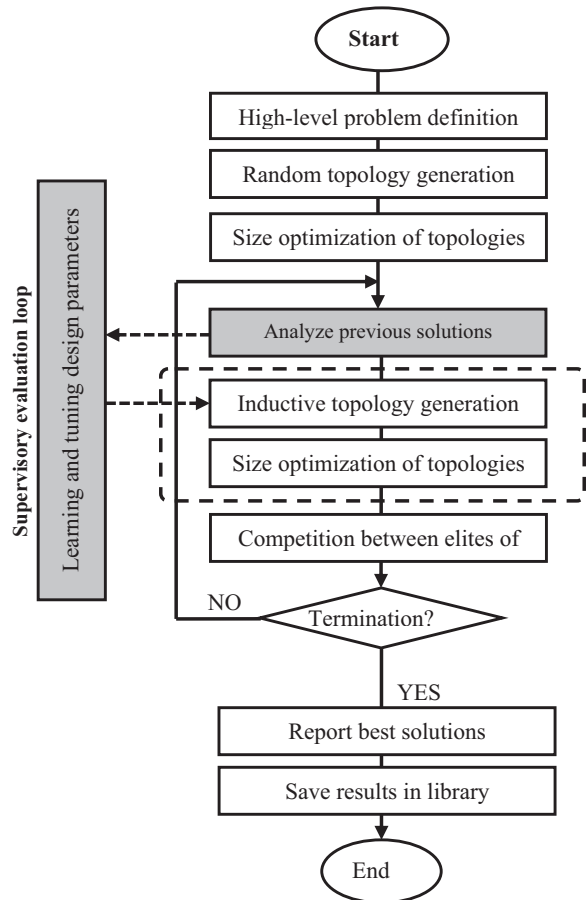 Start
High-level problem definition
Random topology generation
Size optimization of topologies
Supervisory evaluation loop
Learning and tuning design parameters
Analyze previous solutions
Inductive topology generation
Size optimization of topologies
Competition between elites of
NO
Termination?
YES
Report best solutions
Save results in library
End